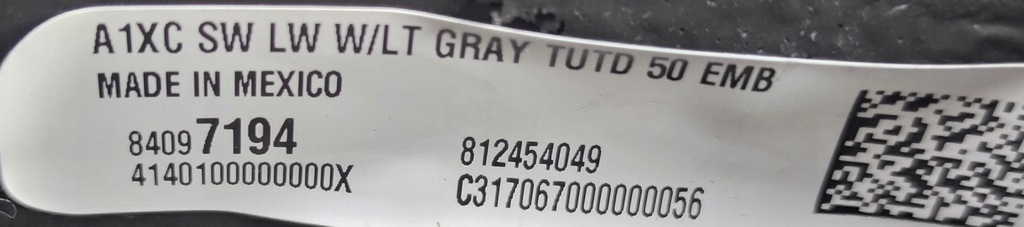 A1XC SW LW W/LT GRAY TUTD 50 EMB
MADE IN MEXICO
84097194
4140100000000X
812454049
C317067000000056